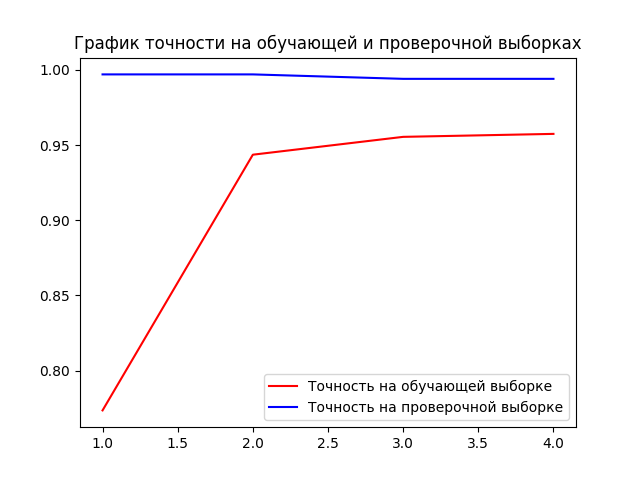 График точности на обучающей и проверочной выборках
1.00
0.95
0.90
0.85
0.80
Точность на обучающей выборке
Точность на проверочной выборке
1.0 1.5 2.0 2.5 3.0 3.5 4.0